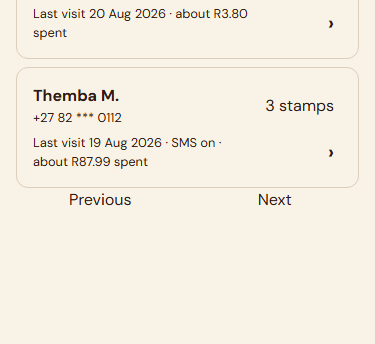 Last visit 20 Aug 2026 · about R3.80
spent
›
Themba M.
+27 82 *** 0112
3 stamps
Last visit 19 Aug 2026 · SMS on ·
about R87.99 spent
›
Previous
Next